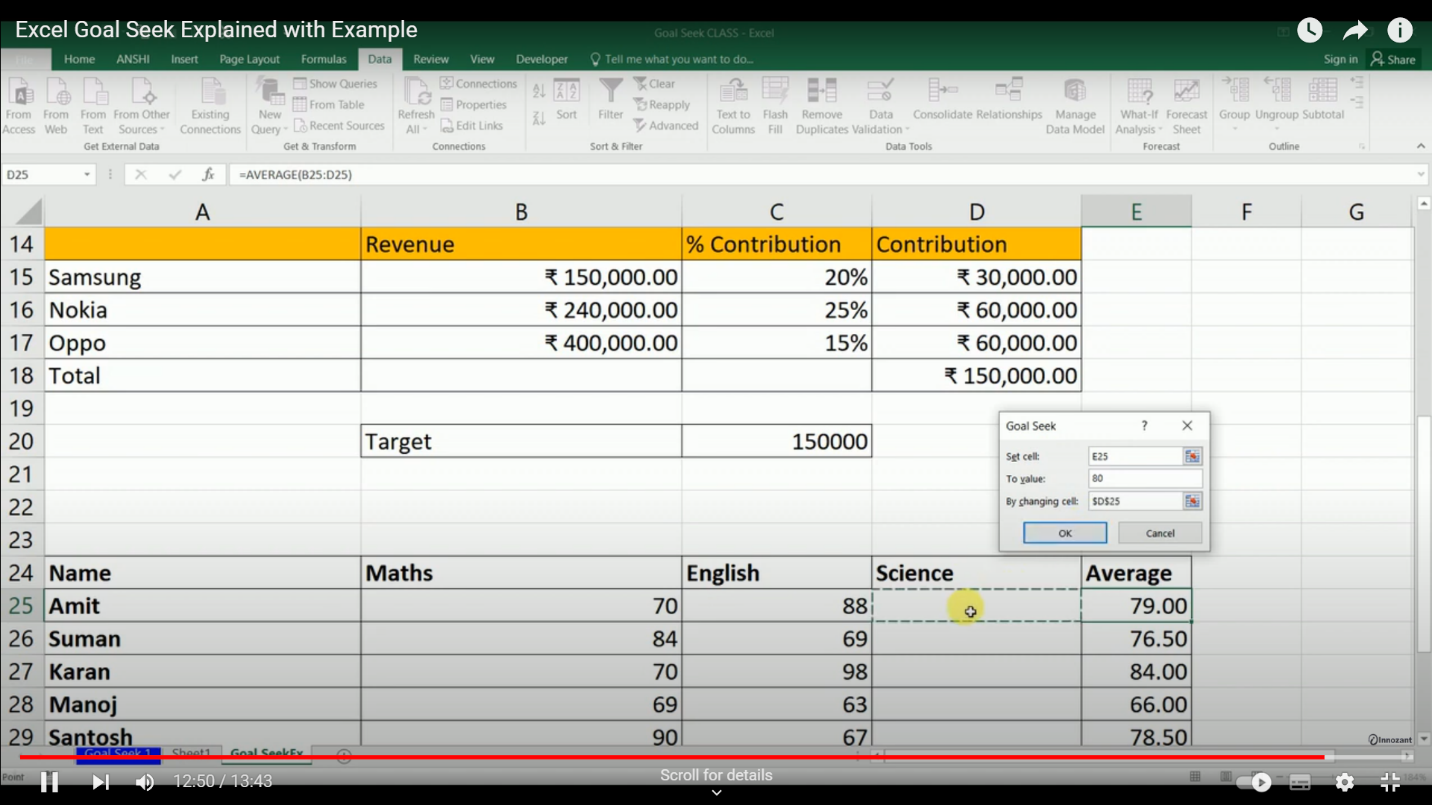 Excel Goal Seek Explained with Example
Goal Seek CLASS - Excel
Home ANSHI Insert Page Layout Formulas Data Review View Developer Tell me what you want to do... Sign in Share
From Access From Web From Text From Other Sources Existing Connections New Query Show Queries From Table Recent Sources Refresh All Connections Properties Edit Links Sort Filter Clear Reapply Advanced Text to Columns Flash Fill Remove Duplicates Data Validation Consolidate Relationships Manage Data Model What-If Analysis Forecast Sheet Group Ungroup Subtotal
Get External Data Get & Transform Connections Sort & Filter Data Tools Forecast Outline
D25 fx =AVERAGE(B25:D25)
A B C D E F G
14 Revenue % Contribution Contribution
15 Samsung ₹ 150,000.00 20% ₹ 30,000.00
16 Nokia ₹ 240,000.00 25% ₹ 60,000.00
17 Oppo ₹ 400,000.00 15% ₹ 60,000.00
18 Total ₹ 150,000.00
19
20 Target 150000
21
22
23
Goal Seek ? 
Set cell: E25
To value: 80
By changing cell: $D$25
OK Cancel
24 Name Maths English Science Average
25 Amit 70 88 79.00
26 Suman 84 69 76.50
27 Karan 70 98 84.00
28 Manoj 69 63 66.00
29 Santosh 90 67 78.50
Innozant
Goal Seek 1 Sheet1 Goal SeekEx
Point 184%
12:50 / 13:43
Scroll for details